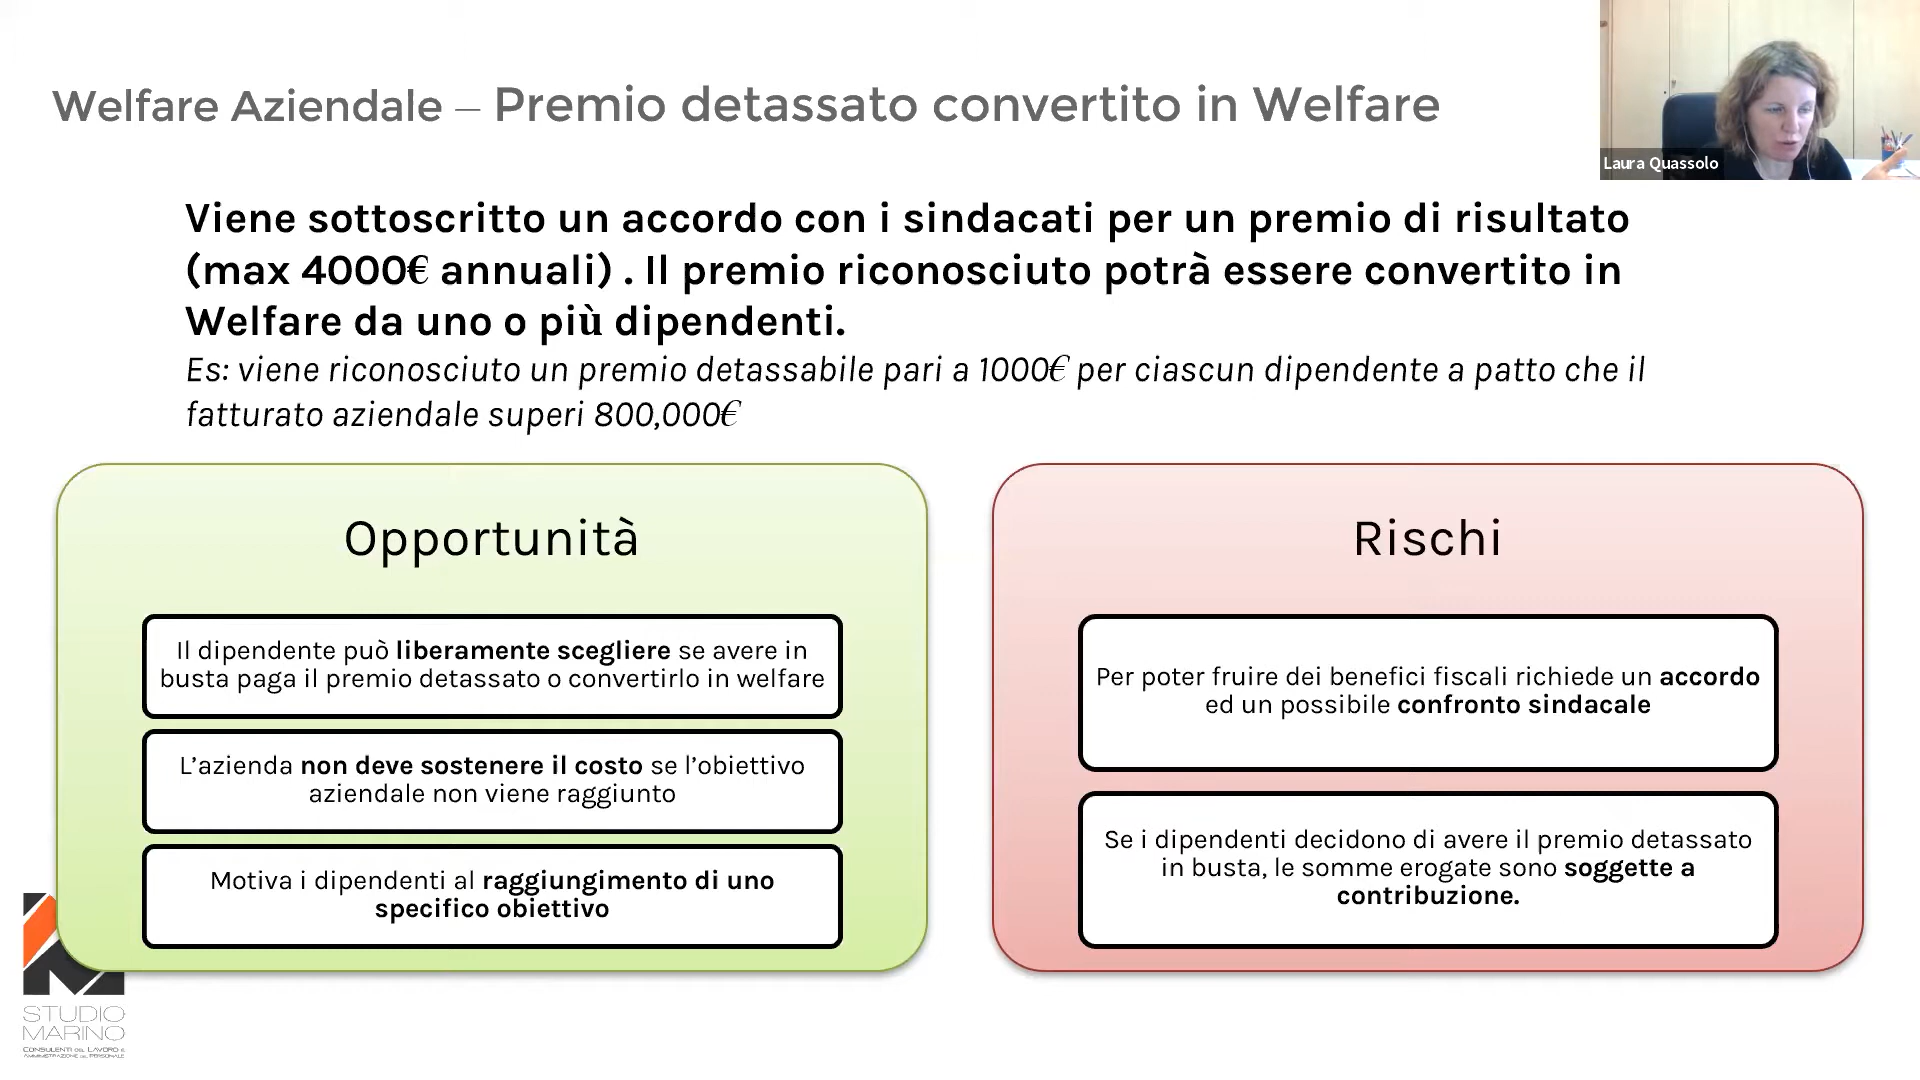 Welfare Aziendale – Premio detassato convertito in Welfare
Laura Quassolo
Viene sottoscritto un accordo con i sindacati per un premio di risultato
(max 4000€ annuali) . Il premio riconosciuto potrà essere convertito in
Welfare da uno o più dipendenti.
Es: viene riconosciuto un premio detassabile pari a 1000€ per ciascun dipendente a patto che il
fatturato aziendale superi 800,000€
Opportunità
Il dipendente può liberamente scegliere se avere in
busta paga il premio detassato o convertirlo in welfare
L’azienda non deve sostenere il costo se l’obiettivo
aziendale non viene raggiunto
Motiva i dipendenti al raggiungimento di uno
specifico obiettivo
Rischi
Per poter fruire dei benefici fiscali richiede un accordo
ed un possibile confronto sindacale
Se i dipendenti decidono di avere il premio detassato
in busta, le somme erogate sono soggette a
contribuzione.
STUDIO
MARINO
CONSULENTI DEL LAVORO E
AMMINISTRAZIONE DEL PERSONALE